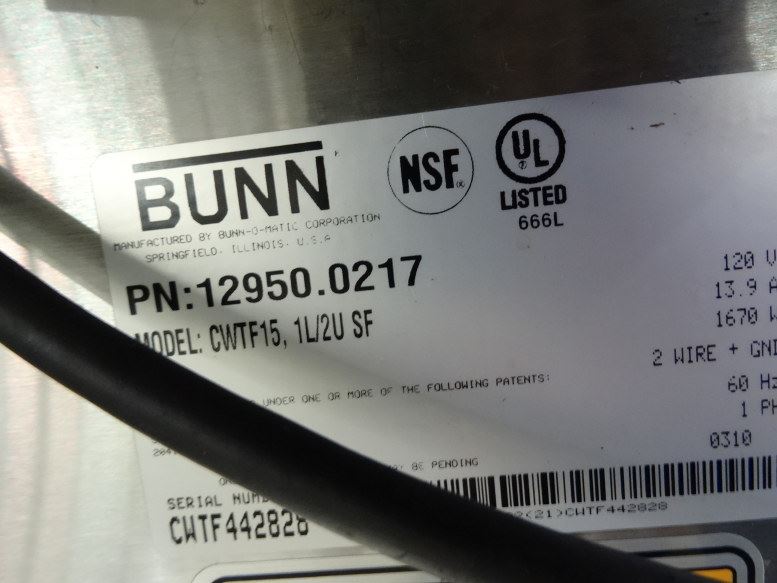 BUNN
NSF
UL
LISTED
666L
MANUFACTURED BY BUNN-O-MATIC CORPORATION
SPRINGFIELD, ILLINOIS. U.S.A
PN:12950.0217
MODEL: CWTF15, 1L/2U SF
120 V
13.9 A
1670 W
2 WIRE + GND
60 Hz
1 PH
0310
UNDER ONE OR MORE OF THE FOLLOWING PATENTS:
BE PENDING
SERIAL
CWTF442828
(21)CWTF442828